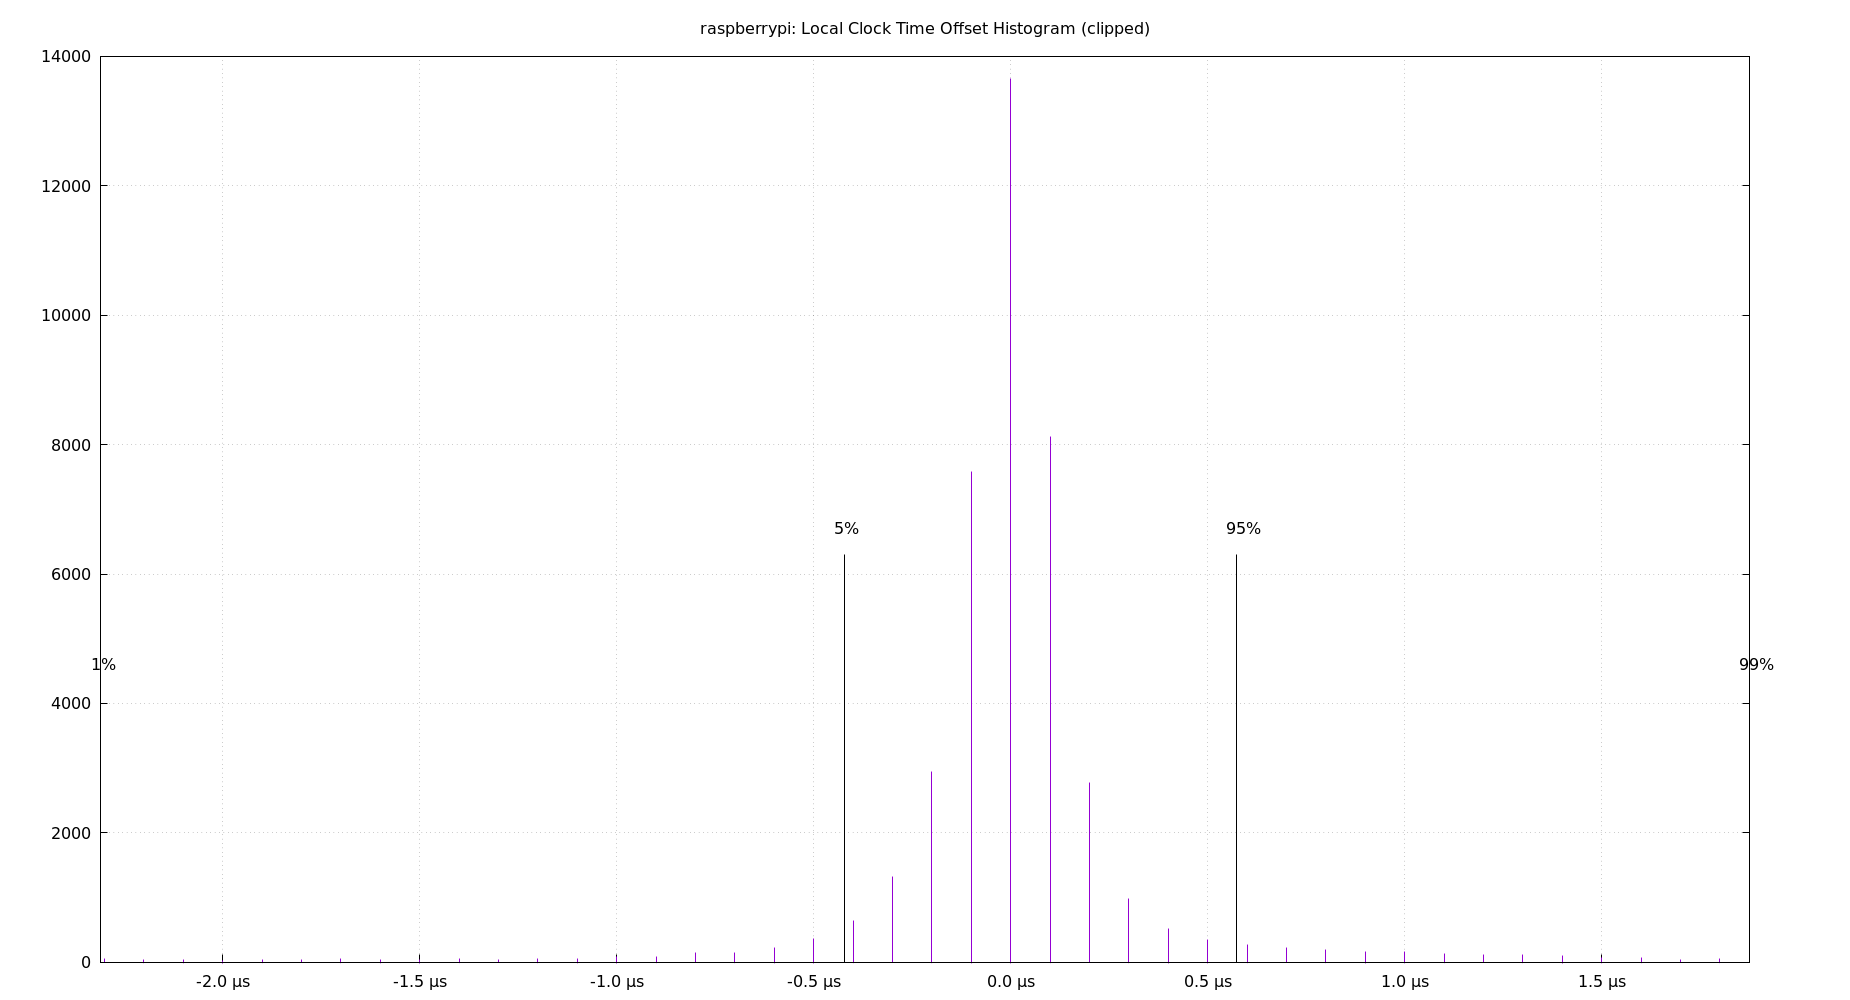 raspberrypi: Local Clock Time Offset Histogram (clipped)
14000
12000
10000
8000
5%
95%
6000
1%
99%
4000
2000
0
-2.0 µs
-1.5 µs
-1.0 µs
-0.5 µs
0.0 µs
0.5 µs
1.0 µs
1.5 µs